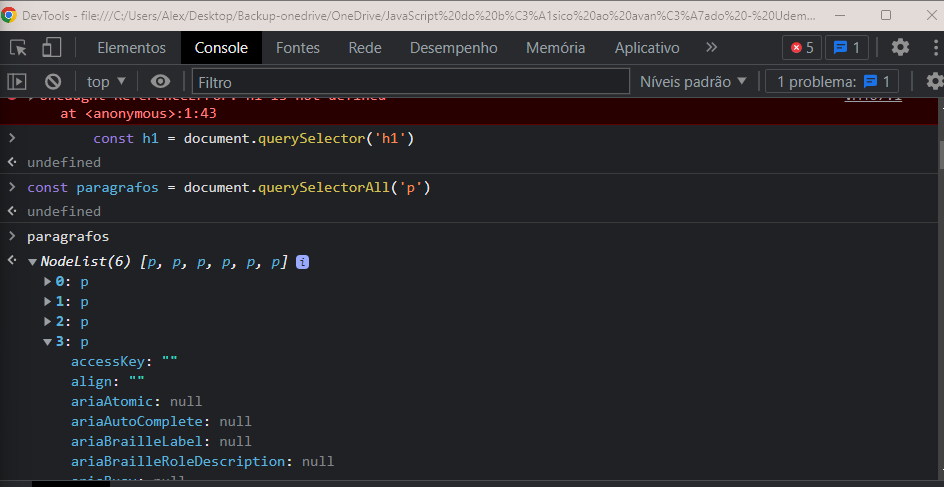 DevTools - file:///C:/Users/Alex/Desktop/Backup-onedrive/OneDrive/JavaScript%20do%20b%C3%A1sico%20ao%20avan%C3%A7ado%20-%20Udem...
Elementos Console Fontes Rede Desempenho Memória Aplicativo » 5 1
top Filtro Níveis padrão 1 problema: 1
at <anonymous>:1:43
const h1 = document.querySelector('h1')
undefined
const paragrafos = document.querySelectorAll('p')
undefined
paragrafos
NodeList(6) [p, p, p, p, p, p] i
0: p
1: p
2: p
3: p
accessKey: ""
align: ""
ariaAtomic: null
ariaAutoComplete: null
ariaBrailleLabel: null
ariaBrailleRoleDescription: null